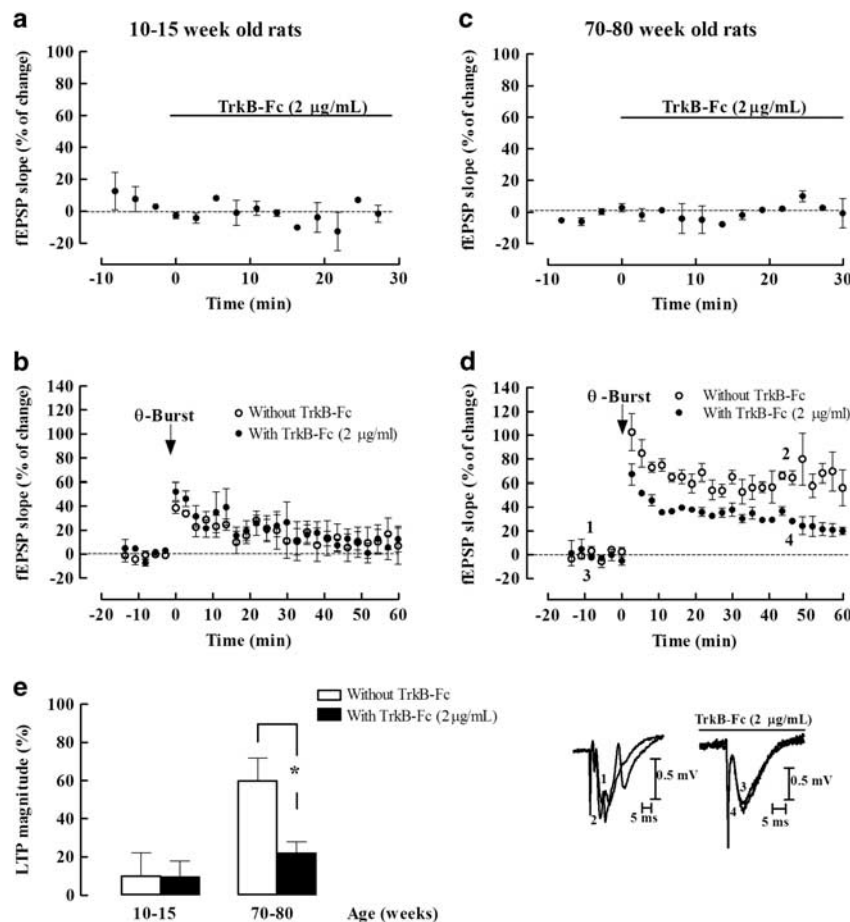 a
10-15 week old rats
fEPSP slope (% of change)
100
80
60
40
20
0
-20
TrkB-Fc (2 µg/mL)
-10 0 10 20 30
Time (min)
c
70-80 week old rats
fEPSP slope (% of change)
100
80
60
40
20
0
-20
TrkB-Fc (2 µg/mL)
-10 0 10 20 30
Time (min)
b
fEPSP slope (% of change)
140
120
100
80
60
40
20
0
-20
θ-Burst
Without TrkB-Fc
With TrkB-Fc (2 µg/ml)
-20 -10 0 10 20 30 40 50 60
Time (min)
d
fEPSP slope (% of change)
140
120
100
80
60
40
20
0
-20
θ-Burst
Without TrkB-Fc
With TrkB-Fc (2 µg/mL)
1
2
3
4
-20 -10 0 10 20 30 40 50 60
Time (min)
e
LTP magnitude (%)
100
80
60
40
20
0
Without TrkB-Fc
With TrkB-Fc (2µg/mL)
*
10-15 70-80 Age (weeks)
1
2
0.5 mV
5 ms
TrkB-Fc (2 µg/mL)
3
4
0.5 mV
5 ms